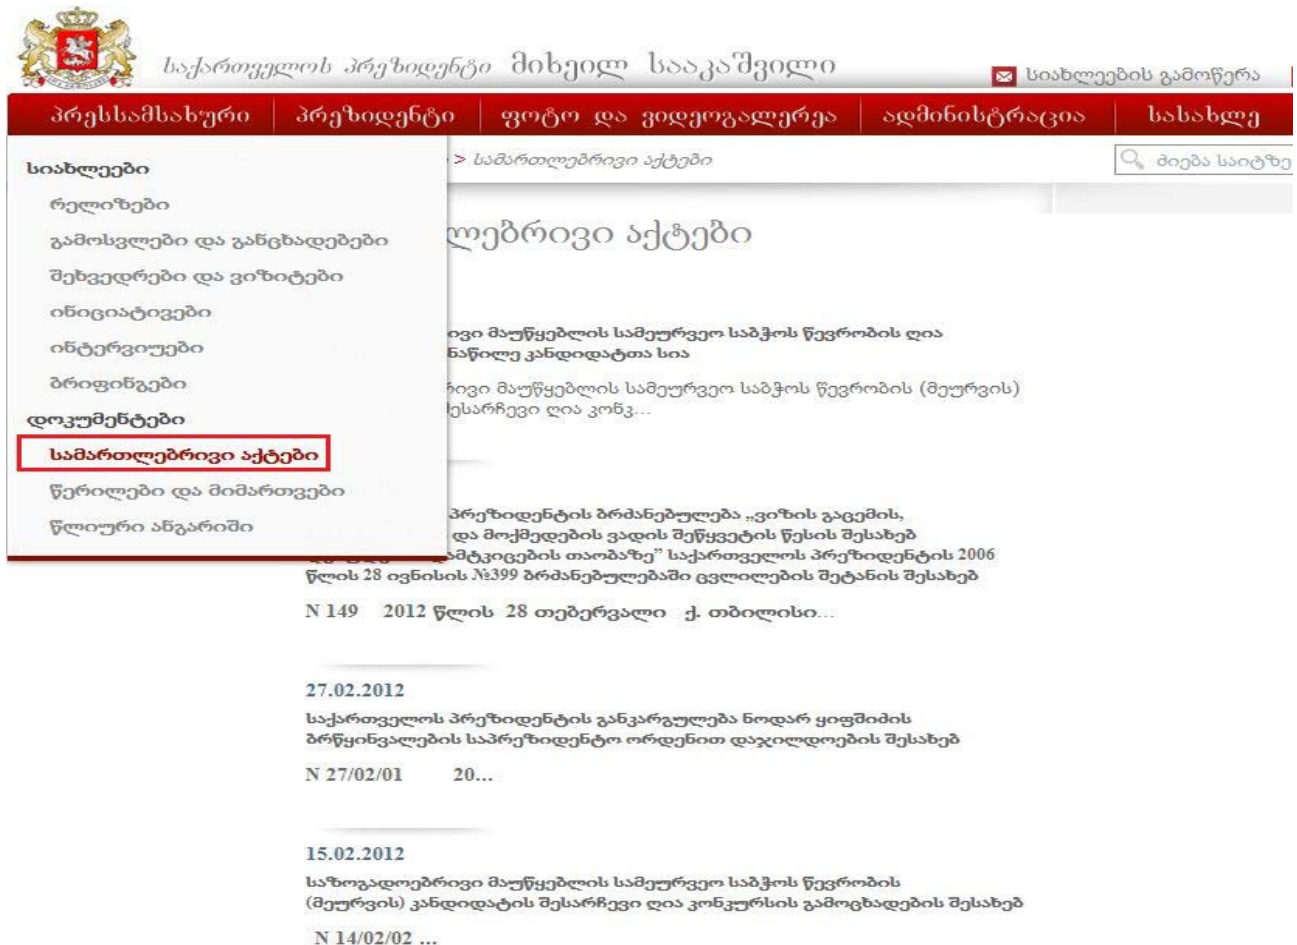 საქართველოს პრეზიდენტი მიხეილ სააკაშვილი
სიახლეების გამოწერა
პრესსამსახური პრეზიდენტი ფოტო და ვიდეოგალერეა ადმინისტრაცია სასახლე
> სამართლებრივი აქტები
ძიება საიტზე
სიახლეები
რელიზები
გამოსვლები და განცხადებები
შეხვედრები და ვიზიტები
ინიციატივები
ინტერვიუები
ბრიფინგები
დოკუმენტები
სამართლებრივი აქტები
წერილები და მიმართვები
წლიური ანგარიში
ლებრივი აქტები
ივი მაუწყებლის სამეურვეო საბჭოს წევრობის ღია
ნაწილე კანდიდატთა სია
რივი მაუწყებლის სამეურვეო საბჭოს წევრობის (მეურვის)
შესარჩევი ღია კონკ...
პრეზიდენტის ბრძანებულება „ვიზის გაცემის,
და მოქმედების ვადის შეწყვეტის წესის შესახებ
ამტკიცების თაობაზე” საქართველოს პრეზიდენტის 2006
წლის 28 ივნისის №399 ბრძანებულებაში ცვლილების შეტანის შესახებ
N 149 2012 წლის 28 თებერვალი ქ. თბილისი...
27.02.2012
საქართველოს პრეზიდენტის განკარგულება ნოდარ ყიფშიძის
ბრწყინვალების საპრეზიდენტო ორდენით დაჯილდოების შესახებ
N 27/02/01 20...
15.02.2012
საზოგადოებრივი მაუწყებლის სამეურვეო საბჭოს წევრობის
(მეურვის) კანდიდატის შესარჩევი ღია კონკურსის გამოცხადების შესახებ
N 14/02/02 ...